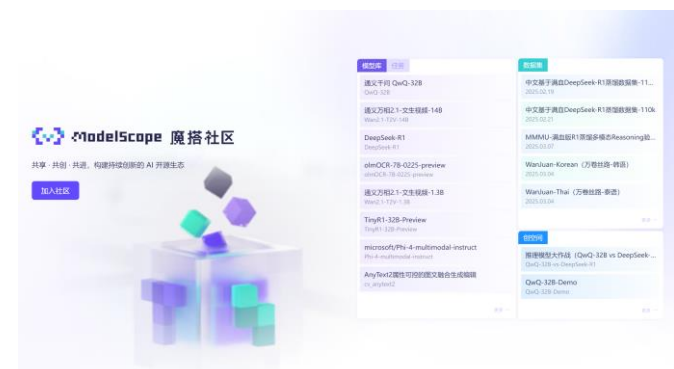 ModelScope 魔搭社区
共享 · 共创 · 共进，构建持续创新的 AI 开源生态
加入社区
模型库 任务
通义千问 QwQ-32B
QwQ-32B
通义万相2.1-文生视频-14B
Wan2.1-T2V-14B
DeepSeek-R1
DeepSeek-R1
olmOCR-7B-0225-preview
olmOCR-7B-0225-preview
通义万相2.1-文生视频-1.3B
Wan2.1-T2V-1.3B
TinyR1-32B-Preview
TinyR1-32B-Preview
microsoft/Phi-4-multimodal-instruct
Phi-4-multimodal-instruct
AnyText2属性可控的图文融合生成编辑
cv_anytext2
更多
数据集
中文基于满血DeepSeek-R1蒸馏数据集-11...
2025.02.19
中文基于满血DeepSeek-R1蒸馏数据集-110k
2025.02.21
MMMU-满血版R1蒸馏多模态Reasoning验...
2025.03.07
WanJuan-Korean（万卷丝路-韩语）
2025.03.04
WanJuan-Thai（万卷丝路-泰语）
2025.03.04
更多
创空间
推理模型大作战（QwQ-32B vs DeepSeek-...
QwQ-32B vs DeepSeek-R1
QwQ-32B-Demo
QwQ-32B-Demo
更多